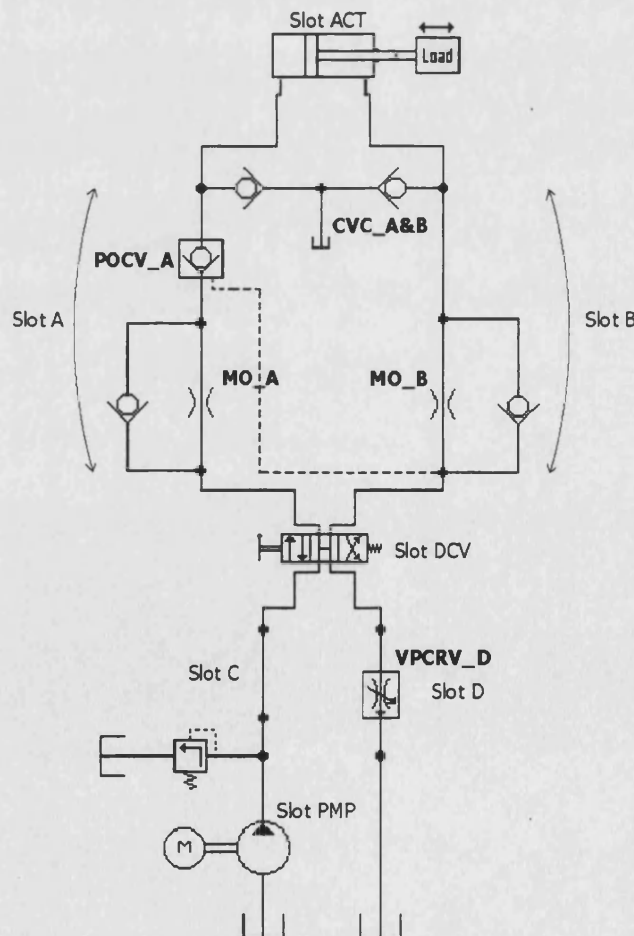 Slot ACT
Load
CVC_A&B
POCV_A
Slot A
Slot B
MO_A
MO_B
Slot DCV
VPCRV_D
Slot C
Slot D
Slot PMP
M